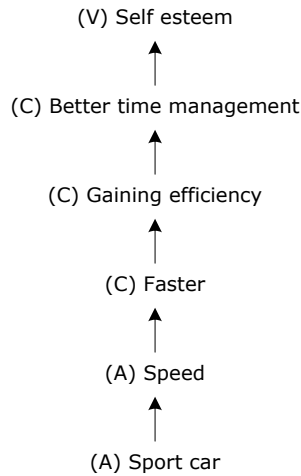 (V) Self esteem
(C) Better time management
(C) Gaining efficiency
(C) Faster
(A) Speed
(A) Sport car